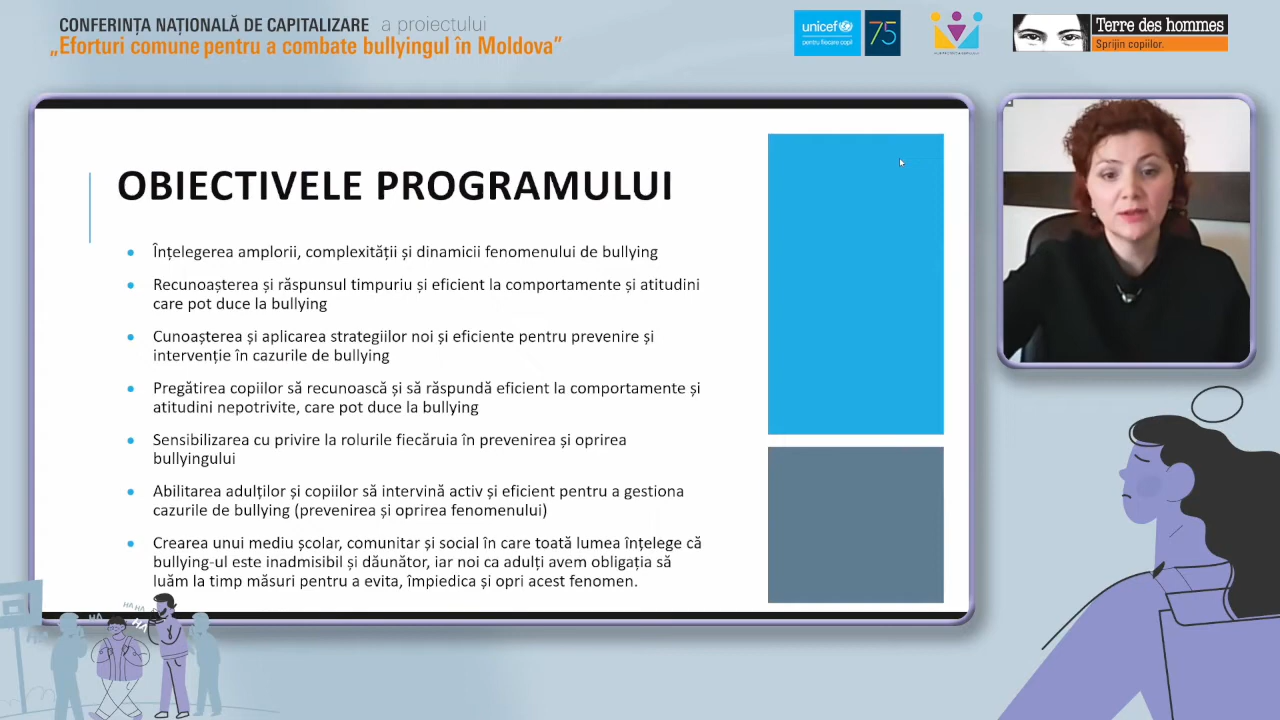 CONFERINȚA NAȚIONALĂ DE CAPITALIZARE a proiectului
„Eforturi comune pentru a combate bullyingul în Moldova”
unicef
pentru fiecare copil
75
Terre des hommes
Sprijin copiilor.
OBIECTIVELE PROGRAMULUI
Înțelegerea amplorii, complexității și dinamicii fenomenului de bullying
Recunoașterea și răspunsul timpuriu și eficient la comportamente și atitudini
care pot duce la bullying
Cunoașterea și aplicarea strategiilor noi și eficiente pentru prevenire și
intervenție în cazurile de bullying
Pregătirea copiilor să recunoască și să răspundă eficient la comportamente și
atitudini nepotrivite, care pot duce la bullying
Sensibilizarea cu privire la rolurile fiecăruia în prevenirea și oprirea
bullyingului
Abilitarea adulților și copiilor să intervină activ și eficient pentru a gestiona
cazurile de bullying (prevenirea și oprirea fenomenului)
Crearea unui mediu școlar, comunitar și social în care toată lumea înțelege că
bullying-ul este inadmisibil și dăunător, iar noi ca adulți avem obligația să
luăm la timp măsuri pentru a evita, împiedica și opri acest fenomen.
HA HA
HA
HA
HA